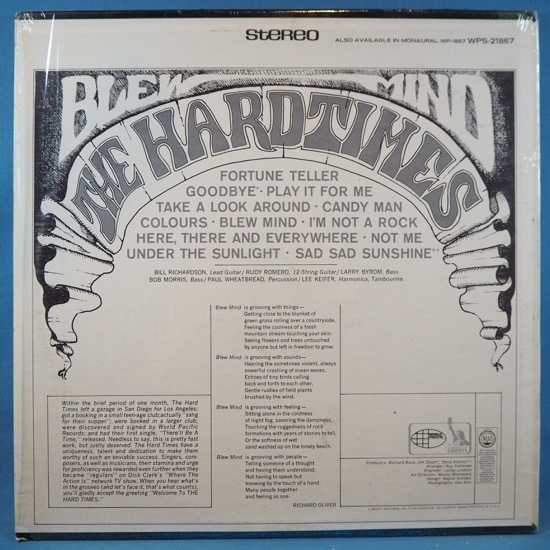 Stereo
ALSO AVAILABLE IN MONAURAL WP-1867 WPS-21867
BLEW MIND
THE HARDTIMES
FORTUNE TELLER
GOODBYE* · PLAY IT FOR ME
TAKE A LOOK AROUND · CANDY MAN
COLOURS · BLEW MIND · I'M NOT A ROCK
HERE, THERE AND EVERYWHERE · NOT ME
UNDER THE SUNLIGHT · SAD SAD SUNSHINE**
BILL RICHARDSON, Lead Guitar/ RUDY ROMERO, 12-String Guitar/ LARRY BYROM, Bass
BOB MORRIS, Bass/ PAUL WHEATBREAD, Percussion/ LEE KEIFER, Harmonica, Tambourine
Blew Mind is grooving with things—
Getting close to the blanket of
green grass rolling over a countryside.
Feeling the coolness of a fresh
mountain stream touching your skin.
Seeing flowers and trees untouched
by anyone but left in freedom to grow.
Blew Mind is grooving with sounds—
Hearing the sometimes violent, always
powerful crashing of ocean waves,
Echoes of tiny birds calling
back and forth to each other,
Gentle rustles of field plants
brushed by the wind.
Blew Mind is grooving with feeling—
Sitting alone in the coldness
of night fog, savoring the dampness.
Touching the ruggedness of rock
formations with years of stories to tell,
Or the softness of wet
sand washed up on the lonely beach.
Blew Mind is grooving with people—
Talking someone of a thought
and having them understand.
Not having to speak but
knowing by the touch of a hand.
Many people together
and feeling as one.
RICHARD OLIVER
Within the brief period of one month, The Hard
Times left a garage in San Diego for Los Angeles;
got a booking in a small teen-age club, actually "sang
for their supper"; were booked in a larger club;
were discovered and signed by World Pacific
Records; and had their first single, "There'll Be A
Time," released. Needless to say, this is pretty fast
work, but justly deserved. The Hard Times have a
uniqueness, talent and dedication to make them
worthy of such an enviable success. Singers, com-
posers, as well as musicians, their stamina and urge
for proficiency was rewarded even further when they
became "regulars" on Dick Clark's "Where The
Action Is" network TV show. When you hear what's
in the grooves (and let's face it, that's what counts),
you'll gladly accept the greeting "Welcome To THE
HARD TIMES."
LIBERTY